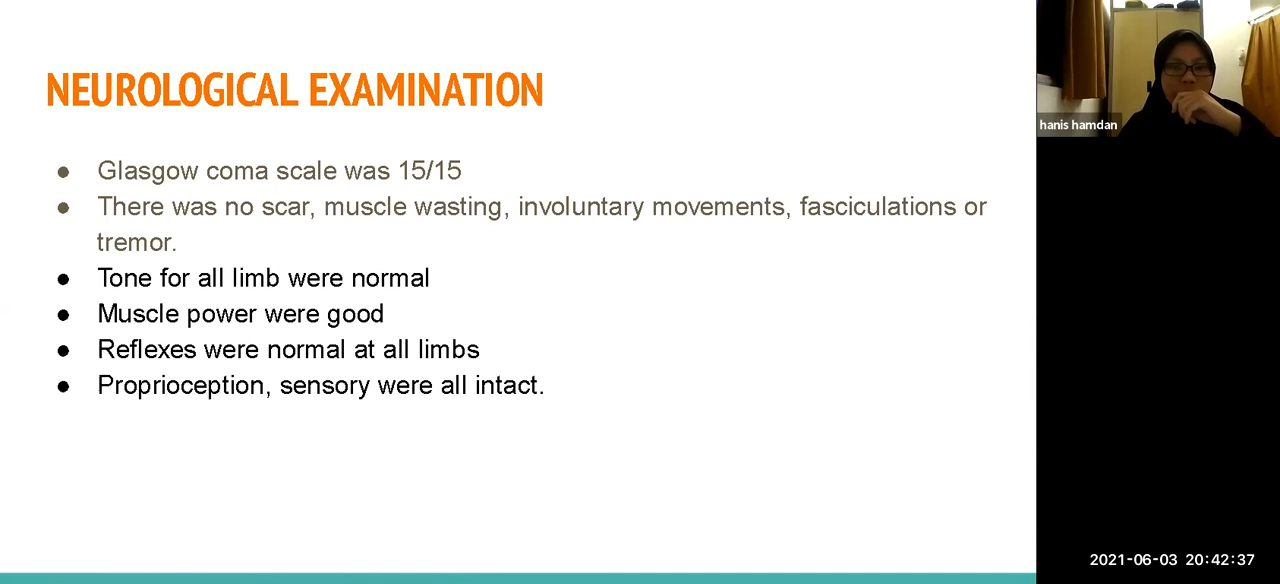 NEUROLOGICAL EXAMINATION
● Glasgow coma scale was 15/15
● There was no scar, muscle wasting, involuntary movements, fasciculations or
tremor.
● Tone for all limb were normal
● Muscle power were good
● Reflexes were normal at all limbs
● Proprioception, sensory were all intact.
hanis hamdan
2021-06-03 20:42:37